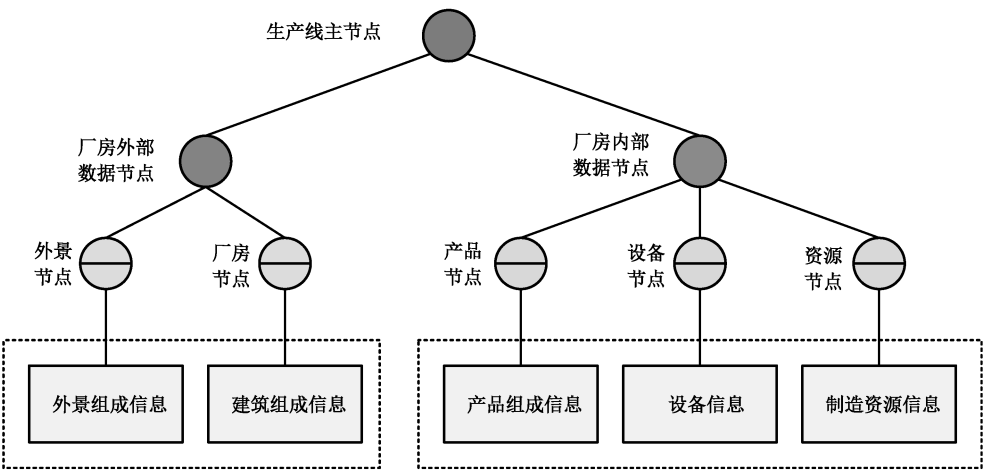 生产线主节点
厂房外部
数据节点
厂房内部
数据节点
外景
节点
厂房
节点
产品
节点
设备
节点
资源
节点
外景组成信息
建筑组成信息
产品组成信息
设备信息
制造资源信息